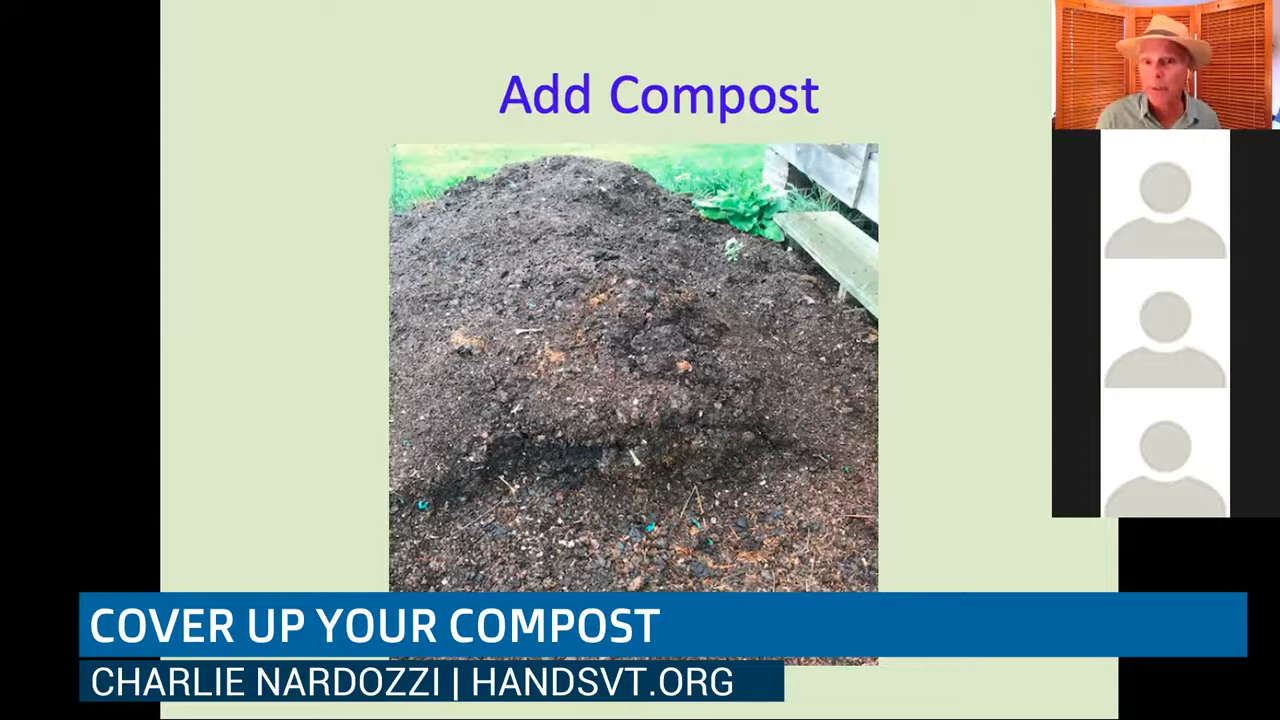 Add Compost
COVER UP YOUR COMPOST
CHARLIE NARDOZZI | HANDSVT.ORG